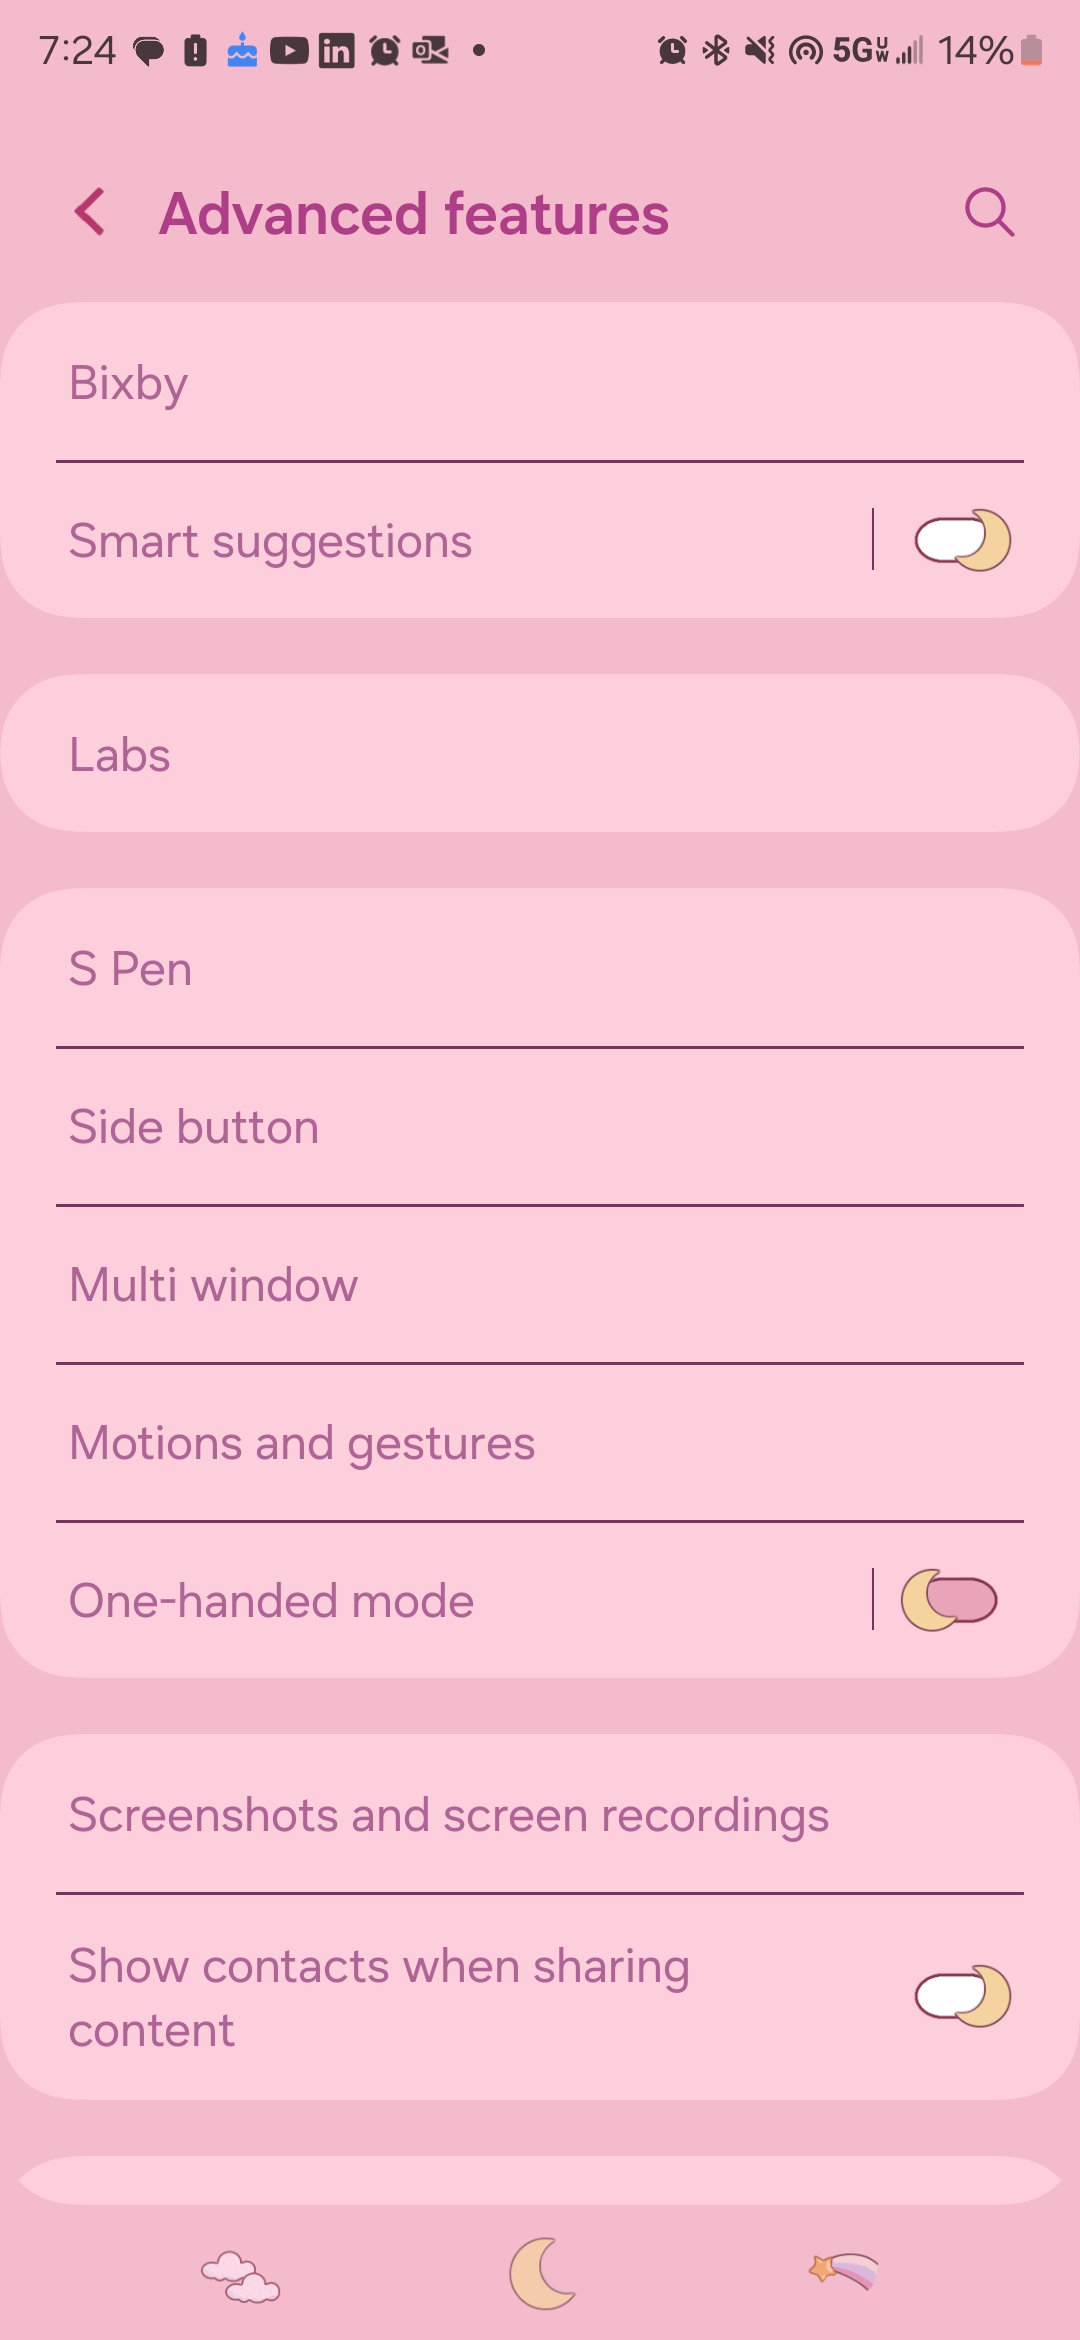 7:24 5G UW 14%
Advanced features
Bixby
Smart suggestions
Labs
S Pen
Side button
Multi window
Motions and gestures
One-handed mode
Screenshots and screen recordings
Show contacts when sharing
content